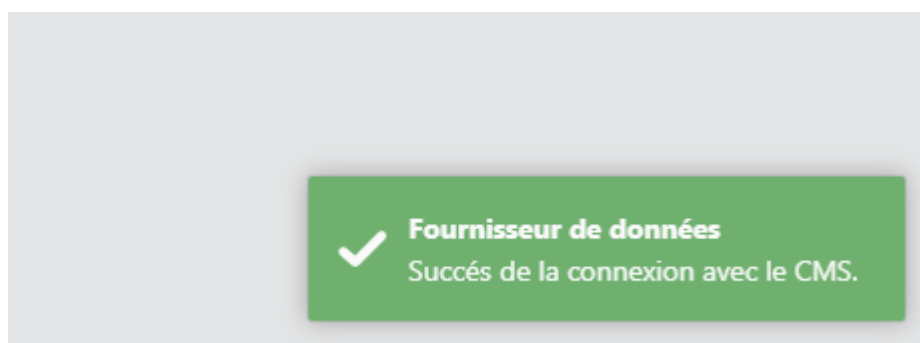 Fournisseur de données
Succés de la connexion avec le CMS.